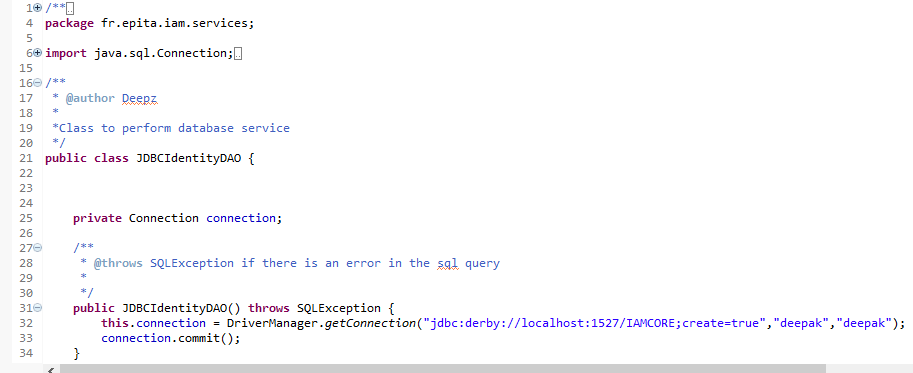 1 /**
4 package fr.epita.iam.services;
5
6 import java.sql.Connection;
15
16 /**
17  * @author Deepz
18  *
19  *Class to perform database service
20  */
21 public class JDBCIdentityDAO {
22
23
24
25     private Connection connection;
26
27     /**
28      * @throws SQLException if there is an error in the sql query
29      *
30      */
31     public JDBCIdentityDAO() throws SQLException {
32         this.connection = DriverManager.getConnection("jdbc:derby://localhost:1527/IAMCORE;create=true","deepak","deepak");
33         connection.commit();
34     }